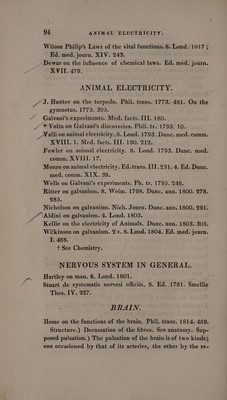 94 ANIMAL ELECTRICITY.
Wilson Philip's Laws of the vital functions. 8. Lond. 1817;
Ed. med. journ. XIV. 243.
Dewar on the influence of chemical laws. Ed. med. journ.
XVII. 479.
ANIMAL ELECTRICITY.
J. Hunter on the torpedo. Phil. trans. 1773. 481. On the
gymnotus. 1775. 395.
Galvani's experiments. Med. facts. III. 180.
* Volta on Galvani's discoveries. Phil. tr. 1793. 10.
Valli on animal electricity. 8. Lond. 1793. Dunc. med. comm.
XVIII. 1. Med. facts. III. 190. 212.
Fowler on animal electricity. 8. Lond. 1793. Dunc. med.
comm. XVIII. 17.
Monro on animal electricity. Ed. trans. III. 231. 4. Ed. Dunc.
med. comm. XIX. 38.
Wells on Galvani's experiments. Ph. tr. 1795. 246.
Ritter on galvanism. 8. Weim. 1798. Dunc. ann. 1800. 278.
285.
Nicholson on galvanism. Nich. Journ. Dunc. ann. 1800. 291.
Aldini on galvanism. 4. Lond. 1803.
Kellie on the electricity of Animals. Dunc. ann. 1803. 305.
Wilkinson on galvanism. 2 v. 8. Lond. 1804. Ed. med. journ.
I. 468.
† See Chemistry.
NERVOUS SYSTEM IN GENERAL.
Hartley on man. 8. Lond. 1801.
Stuart de systematis nervosi officiis. 8. Ed. 1781. Smellie
Thes. IV. 227.
BRAIN.
Home on the functions of the brain. Phil. trans. 1814. 469.
Structure.) Decussation of the fibres. See anatomy. Sup-
posed pulsation.) The pulsation of the brain is of two kinds;
one occasioned by that of its arteries, the other by the re-